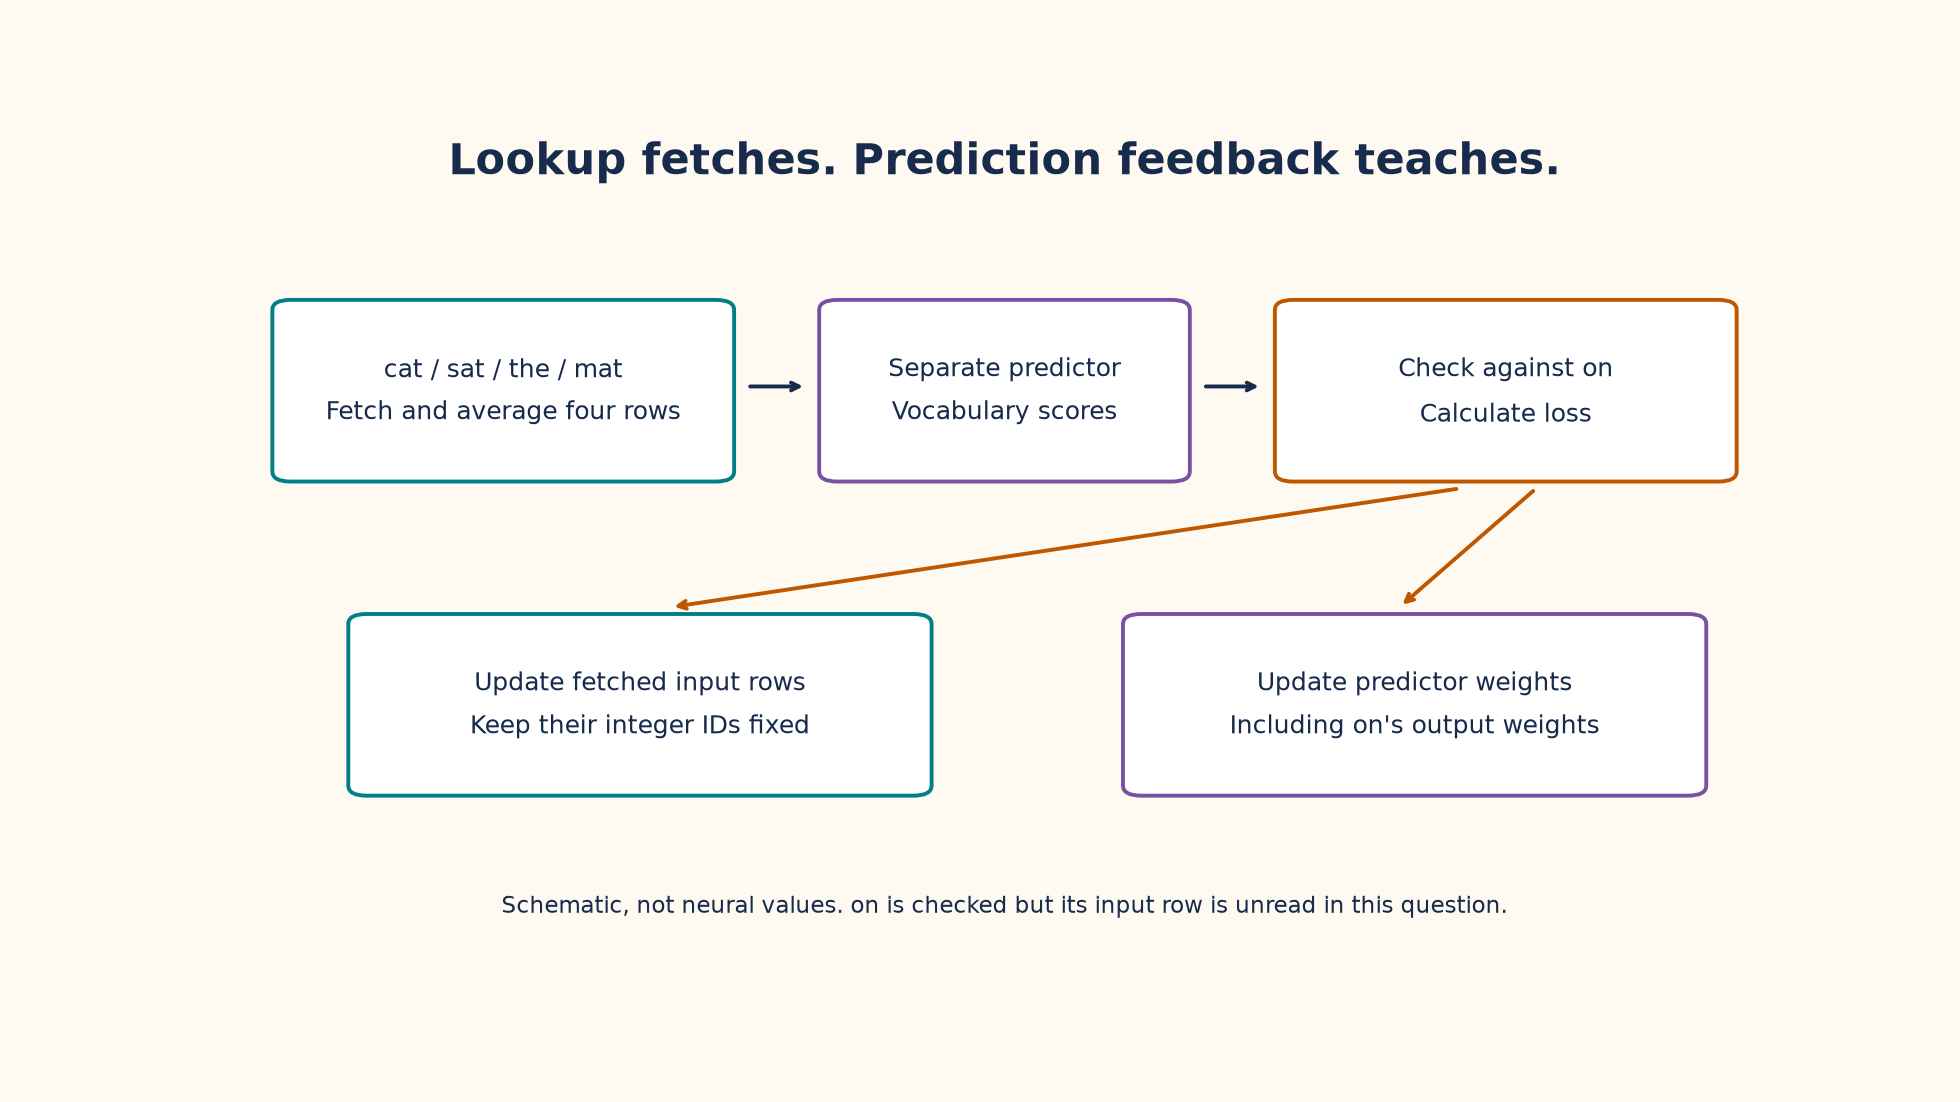 Lookup fetches. Prediction feedback teaches.
cat / sat / the / mat
Fetch and average four rows
Separate predictor
Vocabulary scores
Check against on
Calculate loss
Update fetched input rows
Keep their integer IDs fixed
Update predictor weights
Including on's output weights
Schematic, not neural values. on is checked but its input row is unread in this question.